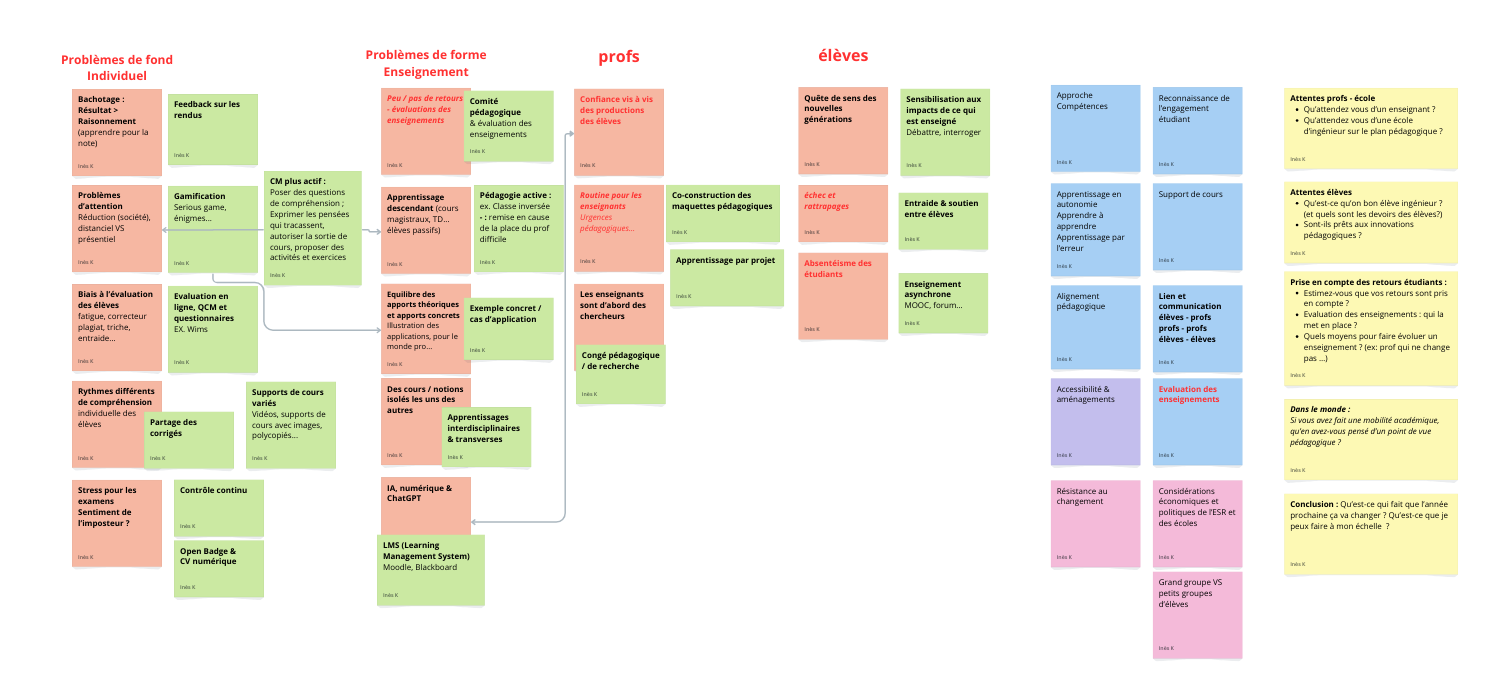 Problèmes de fond
Individuel
Bachotage :
Résultat >
Raisonnement
(apprendre pour la
note)
Inès K
Feedback sur les
rendus
Inès K
Problèmes
d'attention
Réduction (société),
distanciel VS
présentiel
Inès K
Gamification
Serious game,
énigmes...
Inès K
CM plus actif :
Poser des questions
de compréhension ;
Exprimer les pensées
qui tracassent,
autoriser la sortie de
cours, proposer des
activités et exercices
Inès K
Biais à l'évaluation
des élèves
fatigue, correcteur
plagiat, triche,
entraide...
Inès K
Evaluation en
ligne, QCM et
questionnaires
EX. Wims
Inès K
Rythmes différents
de compréhension
individuelle des
élèves
Inès K
Partage des
corrigés
Inès K
Supports de cours
variés
Vidéos, supports de
cours avec images,
polycopiés...
Inès K
Stress pour les
examens
Sentiment de
l'imposteur ?
Inès K
Contrôle continu
Inès K
Open Badge &
CV numérique
Inès K
Problèmes de forme
Enseignement
Peu / pas de retours
- évaluations des
enseignements
Inès K
Comité
pédagogique
& évaluation des
enseignements
Inès K
Apprentissage
descendant (cours
magistraux, TD...
élèves passifs)
Inès K
Pédagogie active :
ex. Classe inversée
- : remise en cause
de la place du prof
difficile
Inès K
Equilibre des
apports théoriques
et apports concrets
Illustration des
applications, pour le
monde pro...
Inès K
Exemple concret /
cas d'application
Inès K
Des cours / notions
isolés les uns des
autres
Inès K
Apprentissages
interdisciplinaires
& transverses
Inès K
IA, numérique &
ChatGPT
LMS (Learning
Management System)
Moodle, Blackboard
Inès K
profs
Confiance vis à vis
des productions
des élèves
Inès K
Routine pour les
enseignants
Urgences
pédagogiques...
Inès K
Co-construction des
maquettes pédagogiques
Inès K
Apprentissage par projet
Inès K
Les enseignants
sont d'abord des
chercheurs
Congé pédagogique
/ de recherche
Inès K
élèves
Quête de sens des
nouvelles
générations
Inès K
Sensibilisation aux
impacts de ce qui
est enseigné
Débattre, interroger
Inès K
échec et
rattrapages
Inès K
Entraide & soutien
entre élèves
Inès K
Absentéisme des
étudiants
Inès K
Enseignement
asynchrone
MOOC, forum...
Inès K
Approche
Compétences
Inès K
Reconnaissance de
l'engagement
étudiant
Inès K
Apprentissage en
autonomie
Apprendre à
apprendre
Apprentissage par
l'erreur
Inès K
Support de cours
Inès K
Alignement
pédagogique
Inès K
Lien et
communication
élèves - profs
profs - profs
élèves - élèves
Inès K
Accessibilité &
aménagements
Inès K
Evaluation des
enseignements
Inès K
Résistance au
changement
Inès K
Considérations
économiques et
politiques de l'ESR et
des écoles
Inès K
Grand groupe VS
petits groupes
d'élèves
Inès K
Attentes profs - école
• Qu'attendez vous d'un enseignant ?
• Qu'attendez vous d'une école
d'ingénieur sur le plan pédagogique ?
Inès K
Attentes élèves
• Qu'est-ce qu'on bon élève ingénieur ?
(et quels sont les devoirs des élèves?)
• Sont-ils prêts aux innovations
pédagogiques ?
Inès K
Prise en compte des retours étudiants :
• Estimez-vous que vos retours sont pris
en compte ?
• Evaluation des enseignements : qui la
met en place ?
• Quels moyens pour faire évoluer un
enseignement ? (ex: prof qui ne change
pas ...)
Inès K
Dans le monde :
Si vous avez fait une mobilité académique,
qu'en avez-vous pensé d'un point de vue
pédagogique ?
Inès K
Conclusion : Qu'est-ce qui fait que l'année
prochaine ça va changer ? Qu'est-ce que je
peux faire à mon échelle ?
Inès K